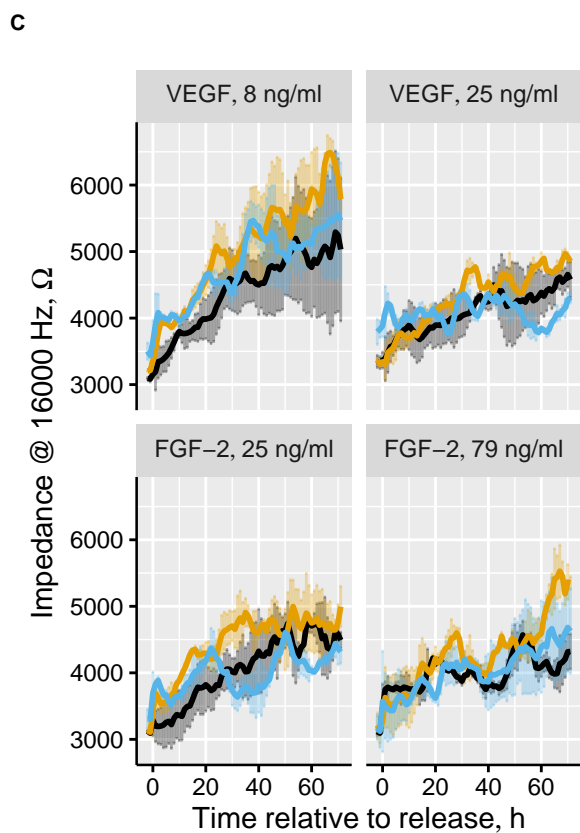 C
VEGF, 8 ng/ml
VEGF, 25 ng/ml
6000
5000
4000
3000
FGF−2, 25 ng/ml
FGF−2, 79 ng/ml
6000
5000
4000
3000
Impedance @ 16000 Hz, Ω
0 20 40 60 0 20 40 60
Time relative to release, h